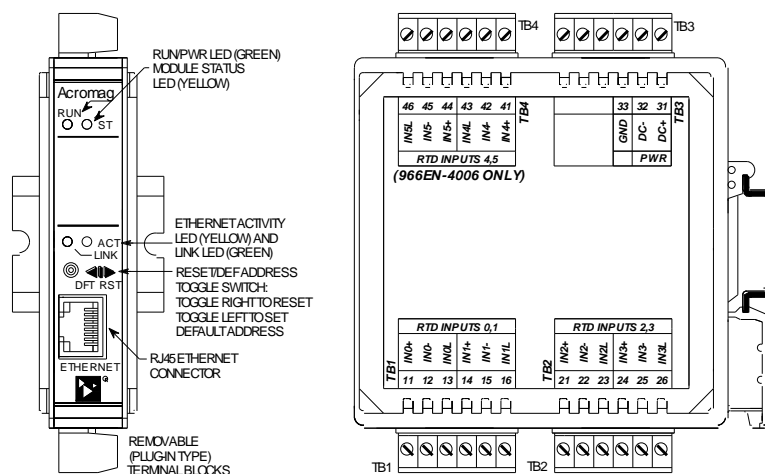 RUN/PWR LED (GREEN)
MODULE STATUS
LED (YELLOW)
Acromag
RUN
ST
ETHERNET ACTIVITY
LED (YELLOW) AND
LINK LED (GREEN)
ACT
LINK
DFT RST
RESET/DEF ADDRESS
TOGGLE SWITCH:
TOGGLE RIGHT TO RESET
TOGGLE LEFT TO SET
DEFAULT ADDRESS
RJ45 ETHERNET
CONNECTOR
ETHERNET
REMOVABLE
(PLUG-IN TYPE)
TERMINAL BLOCKS
TB4
TB3
46 45 44 43 42 41
IN5L IN5- IN5+ IN4L IN4- IN4+
TB4
RTD INPUTS 4,5
(966EN-4006 ONLY)
33 32 31
GND DC- DC+
TB3
PWR
RTD INPUTS 0,1
TB1
IN0+ IN0- IN0L IN1+ IN1- IN1L
11 12 13 14 15 16
RTD INPUTS 2,3
TB2
IN2+ IN2- IN2L IN3+ IN3- IN3L
21 22 23 24 25 26
TB1
TB2